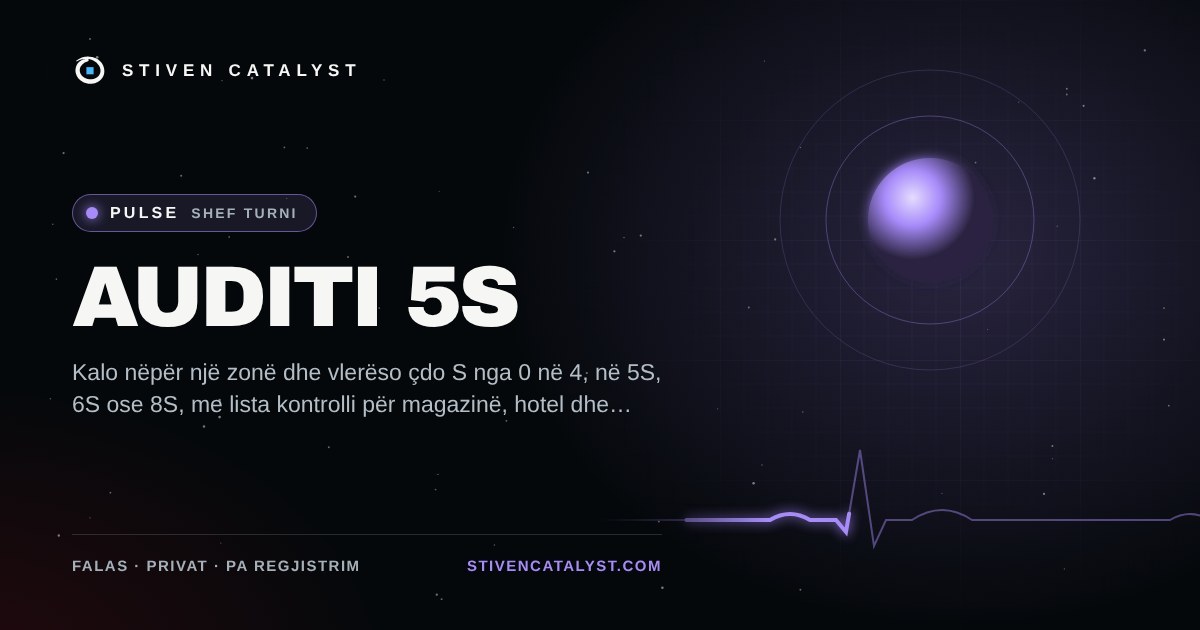 STIVEN CATALYST
PULSE SHEF TURNI
AUDITI 5S
Kalo nëpër një zonë dhe vlerëso çdo S nga 0 në 4, në 5S,
6S ose 8S, me lista kontrolli për magazinë, hotel dhe…
FALAS · PRIVAT · PA REGJISTRIM
STIVENCATALYST.COM